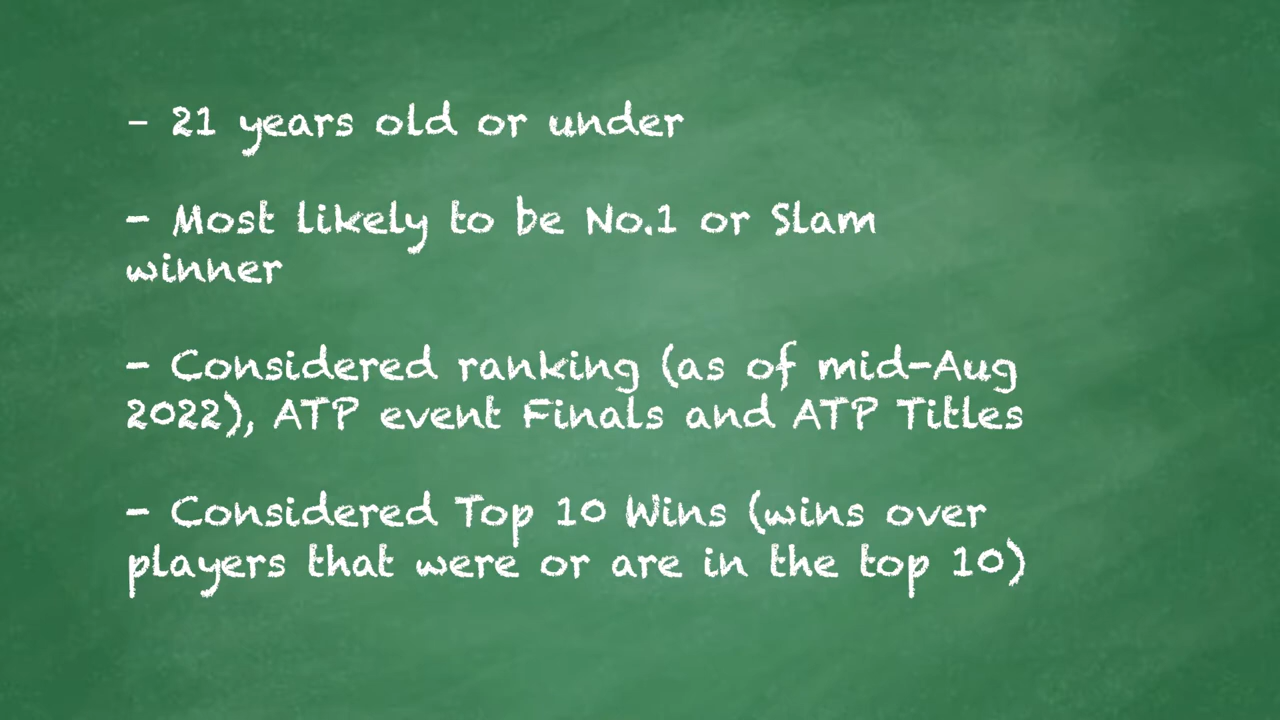 - 21 years old or under
- Most likely to be No.1 or Slam
winner
- Considered ranking (as of mid-Aug
2022), ATP event Finals and ATP Titles
- Considered Top 10 Wins (wins over
players that were or are in the top 10)